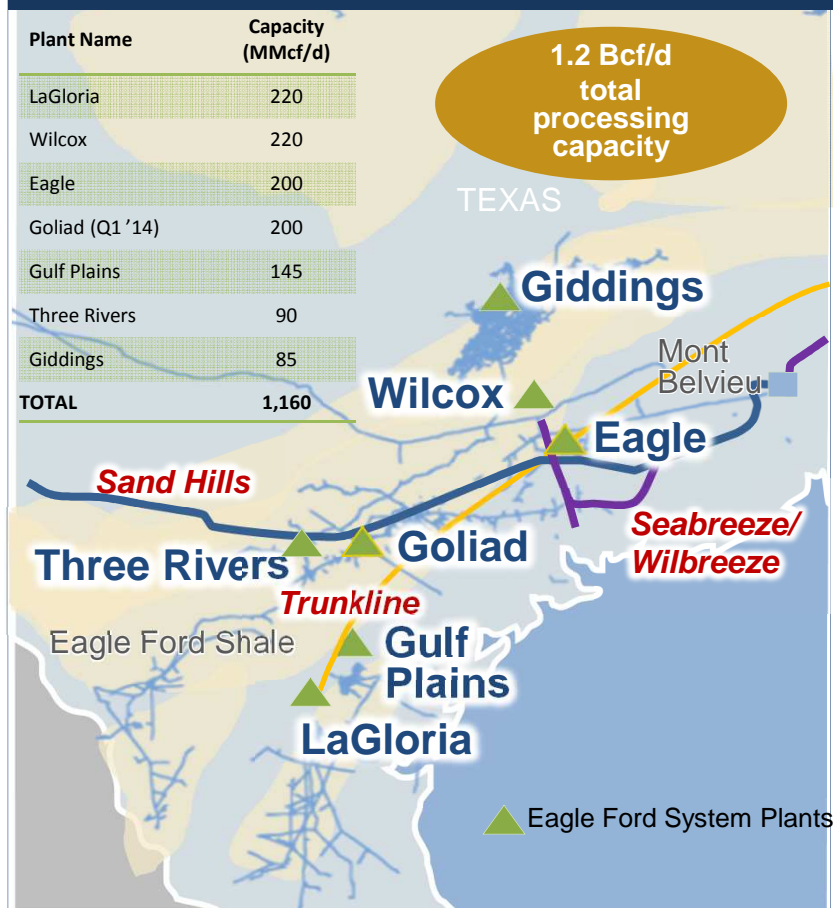 Plant Name Capacity
(MMcf/d)
LaGloria 220
Wilcox 220
Eagle 200
Goliad (Q1 ’14) 200
Gulf Plains 145
Three Rivers 90
Giddings 85
TOTAL 1,160
1.2 Bcf/d
total
processing
capacity
TEXAS
Giddings
Mont
Belvieu
Wilcox
Eagle
Sand Hills
Seabreeze/
Wilbreeze
Three Rivers
Goliad
Trunkline
Eagle Ford Shale
Gulf
Plains
LaGloria
Eagle Ford System Plants